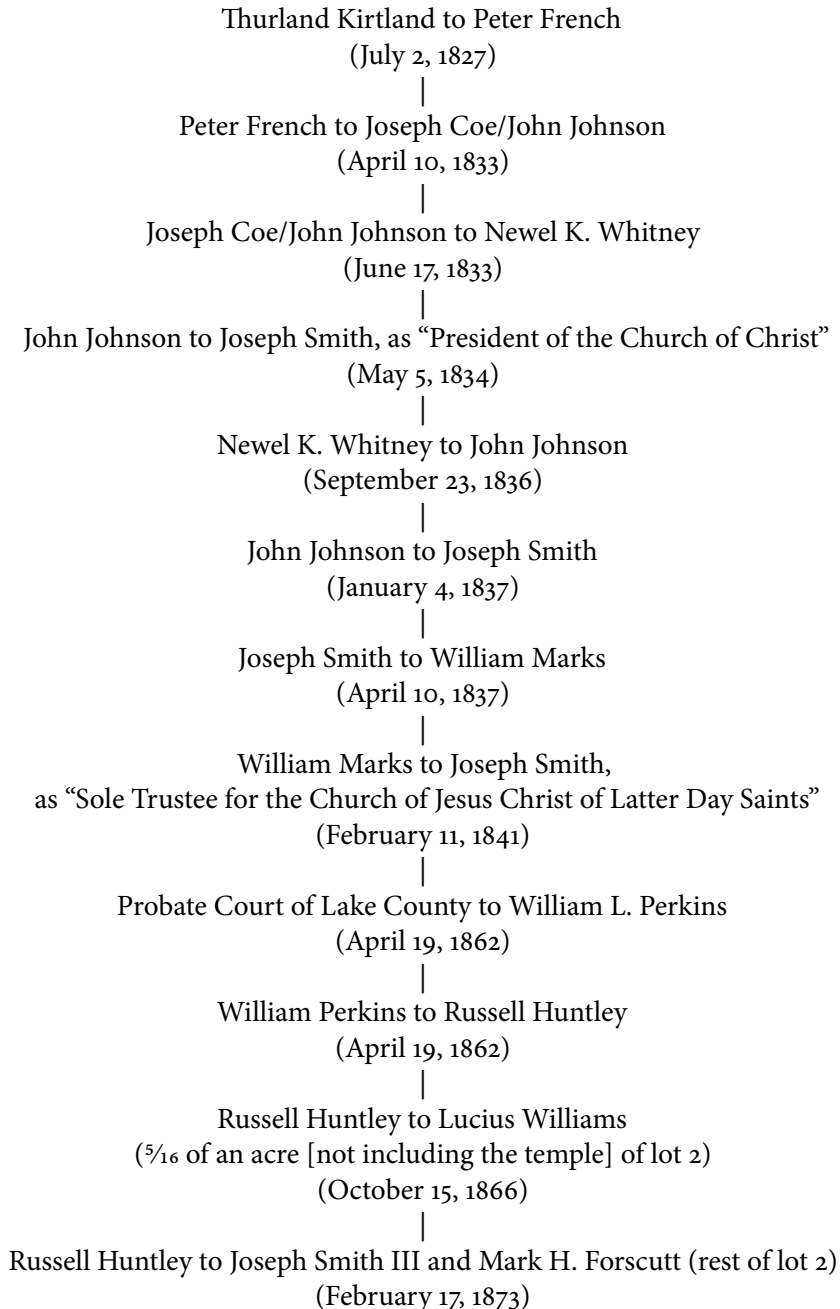 Thurland Kirtland to Peter French
(July 2, 1827)
Peter French to Joseph Coe/John Johnson
(April 10, 1833)
Joseph Coe/John Johnson to Newel K. Whitney
(June 17, 1833)
John Johnson to Joseph Smith, as “President of the Church of Christ”
(May 5, 1834)
Newel K. Whitney to John Johnson
(September 23, 1836)
John Johnson to Joseph Smith
(January 4, 1837)
Joseph Smith to William Marks
(April 10, 1837)
William Marks to Joseph Smith,
as “Sole Trustee for the Church of Jesus Christ of Latter Day Saints”
(February 11, 1841)
Probate Court of Lake County to William L. Perkins
(April 19, 1862)
William Perkins to Russell Huntley
(April 19, 1862)
Russell Huntley to Lucius Williams
(5⁄16 of an acre [not including the temple] of lot 2)
(October 15, 1866)
Russell Huntley to Joseph Smith III and Mark H. Forscutt (rest of lot 2)
(February 17, 1873)